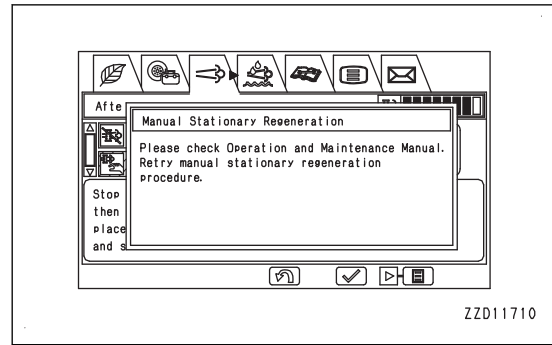 Afte
Manual Stationary Regeneration
Please check Operation and Maintenance Manual.
Retry manual stationary regeneration
procedure.
Stop
then
place
and s
ZZD11710